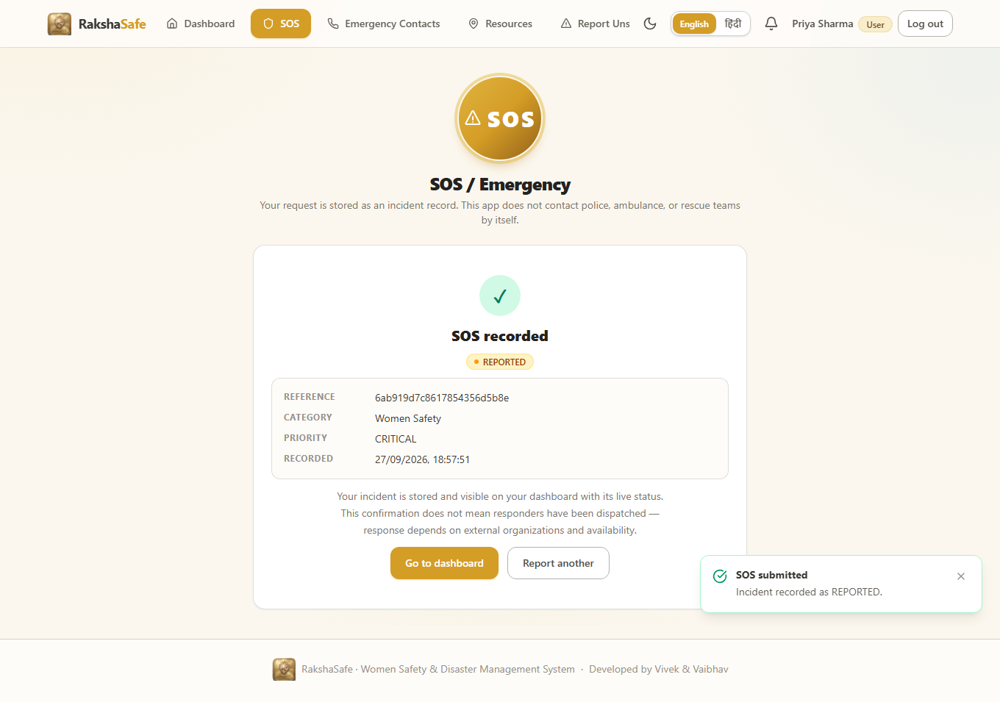 RakshaSafe
Dashboard
SOS
Emergency Contacts
Resources
Report Uns
English
हिंदी
Priya Sharma
User
Log out
SOS
SOS / Emergency
Your request is stored as an incident record. This app does not contact police, ambulance, or rescue teams
by itself.
✓
SOS recorded
REPORTED
REFERENCE 6ab919d7c8617854356d5b8e
CATEGORY Women Safety
PRIORITY CRITICAL
RECORDED 27/09/2026, 18:57:51
Your incident is stored and visible on your dashboard with its live status.
This confirmation does not mean responders have been dispatched —
response depends on external organizations and availability.
Go to dashboard
Report another
SOS submitted
Incident recorded as REPORTED.
RakshaSafe · Women Safety & Disaster Management System · Developed by Vivek & Vaibhav